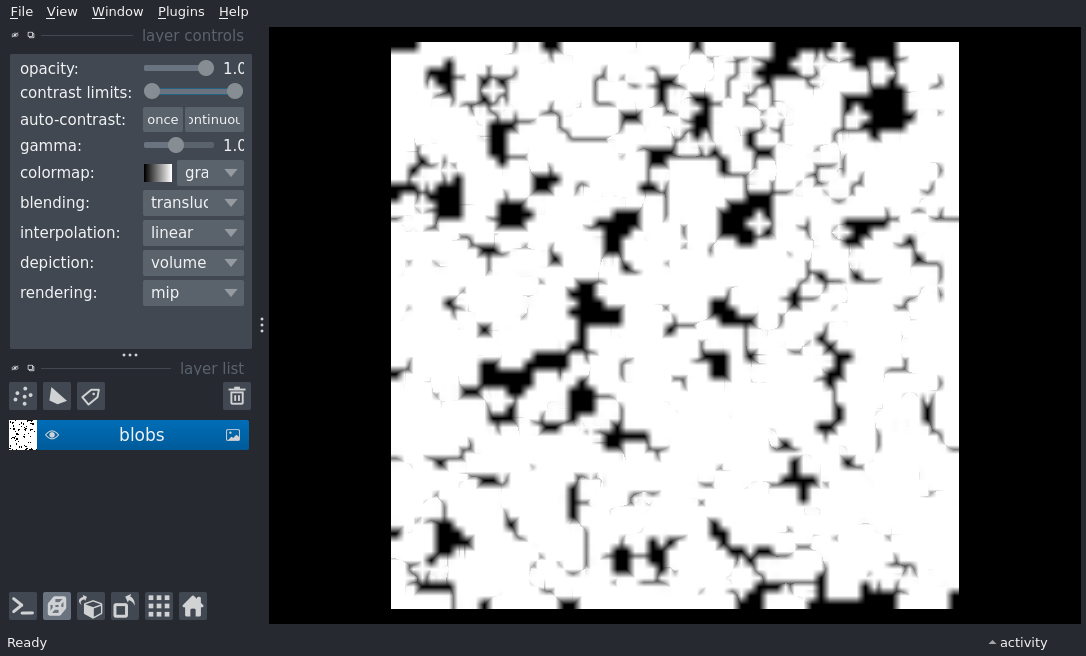 File View Window Plugins Help
layer controls
opacity: 1.0
contrast limits:
auto-contrast: once ontinuou
gamma: 1.0
colormap: gra
blending: transluc
interpolation: linear
depiction: volume
rendering: mip
layer list
blobs
Ready
activity